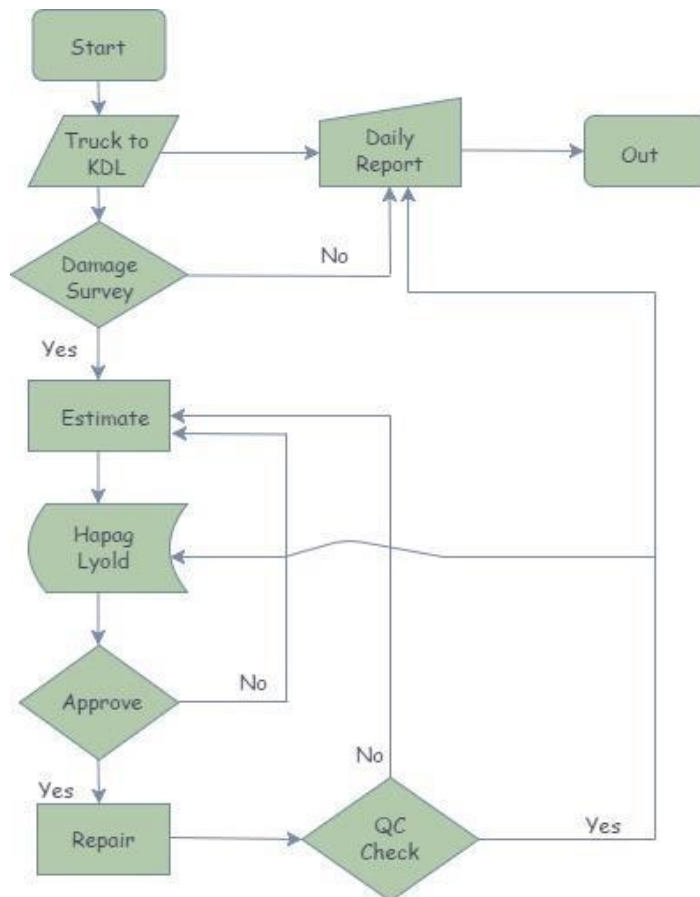 Start
Truck to
KDL
Daily
Report
Out
Damage
Survey
No
Yes
Estimate
Hapag
Lyold
Approve
No
Yes
Repair
No
QC
Check
Yes